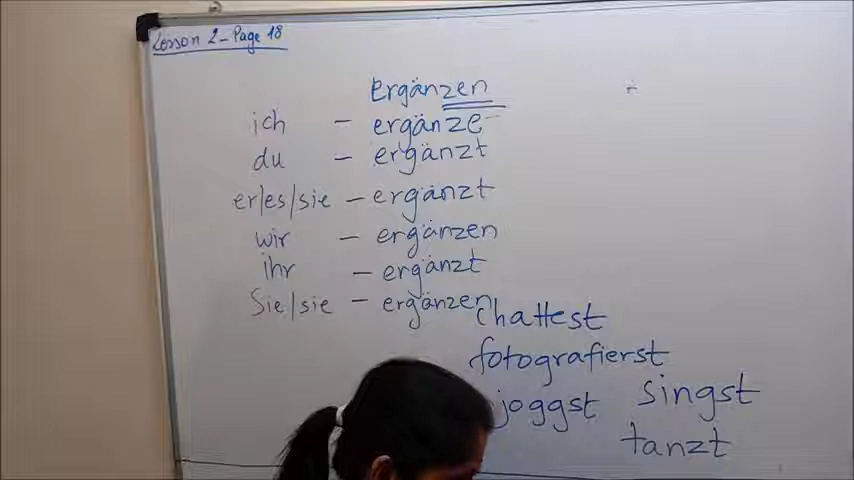 Lesson 2 - Page 18
ergänzen
ich - ergänze
du - ergänzt
er/es/sie - ergänzt
wir - ergänzen
ihr - ergänzt
Sie/sie - ergänzen
chattest
fotografierst
joggst singst
tanzt